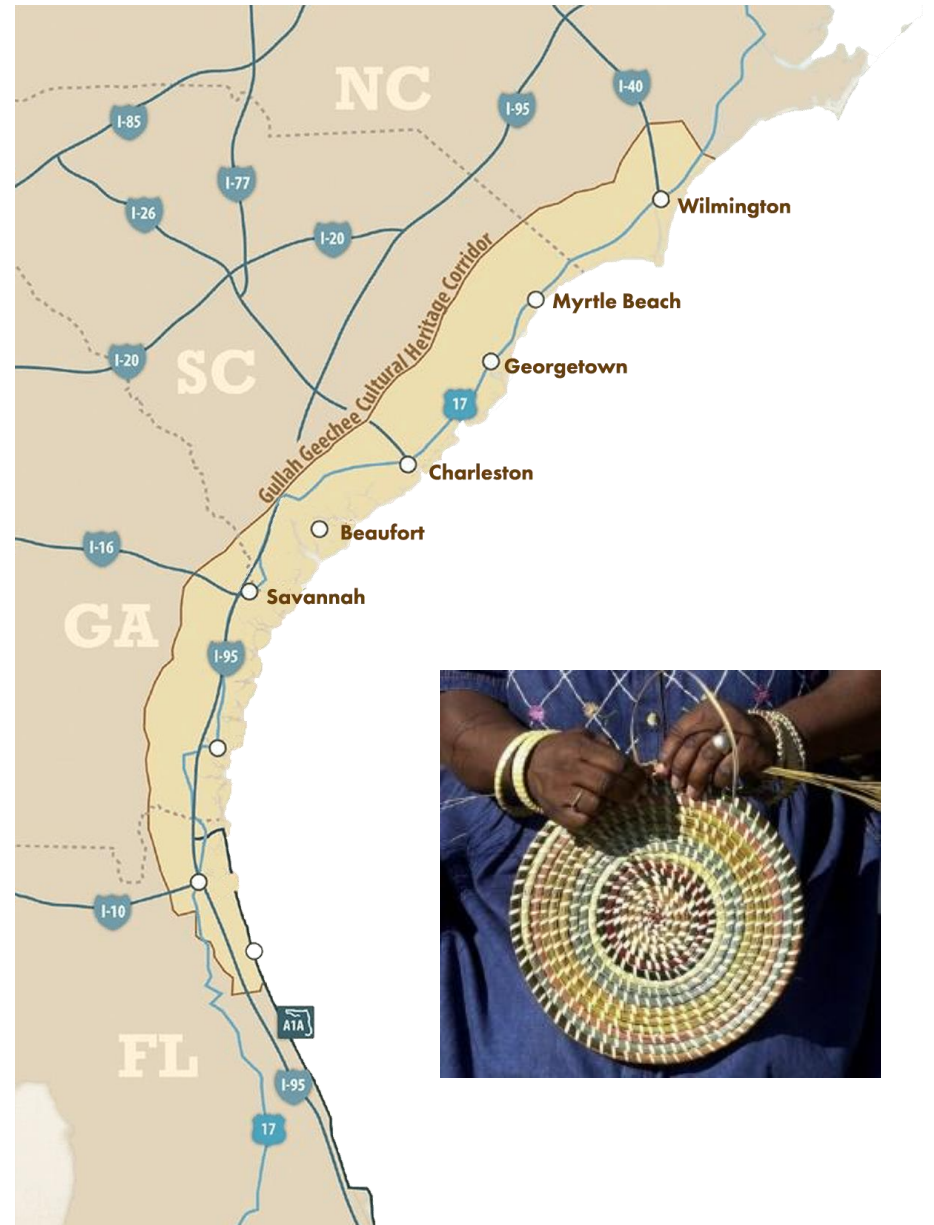 NC
I-40
I-95
I-85
I-77
Wilmington
I-26
I-20
Gullah Geechee Cultural Heritage Corridor
Myrtle Beach
I-20
SC
Georgetown
17
Charleston
Beaufort
I-16
Savannah
GA
I-95
I-10
A1A
FL
I-95
17